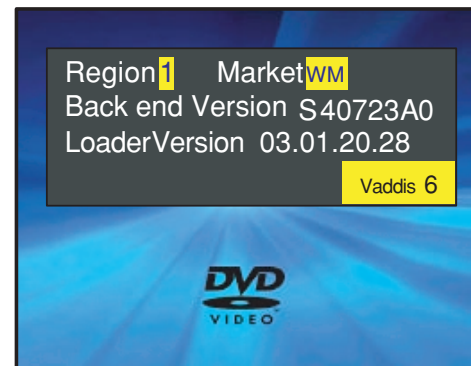 Region 1 Market WM
Back end Version S40723A0
LoaderVersion 03.01.20.28
Vaddis 6
DVD
VIDEO